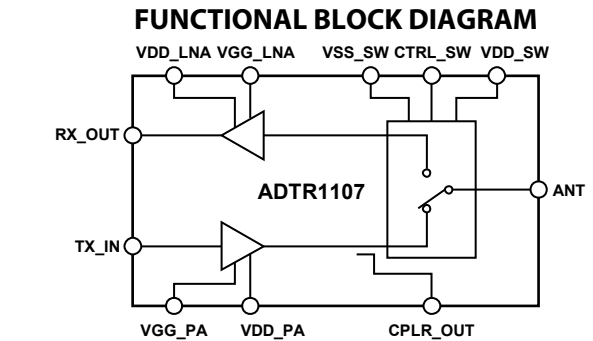 FUNCTIONAL BLOCK DIAGRAM
VDD_LNA VGG_LNA VSS_SW CTRL_SW VDD_SW
RX_OUT
ADTR1107
ANT
TX_IN
VGG_PA VDD_PA CPLR_OUT